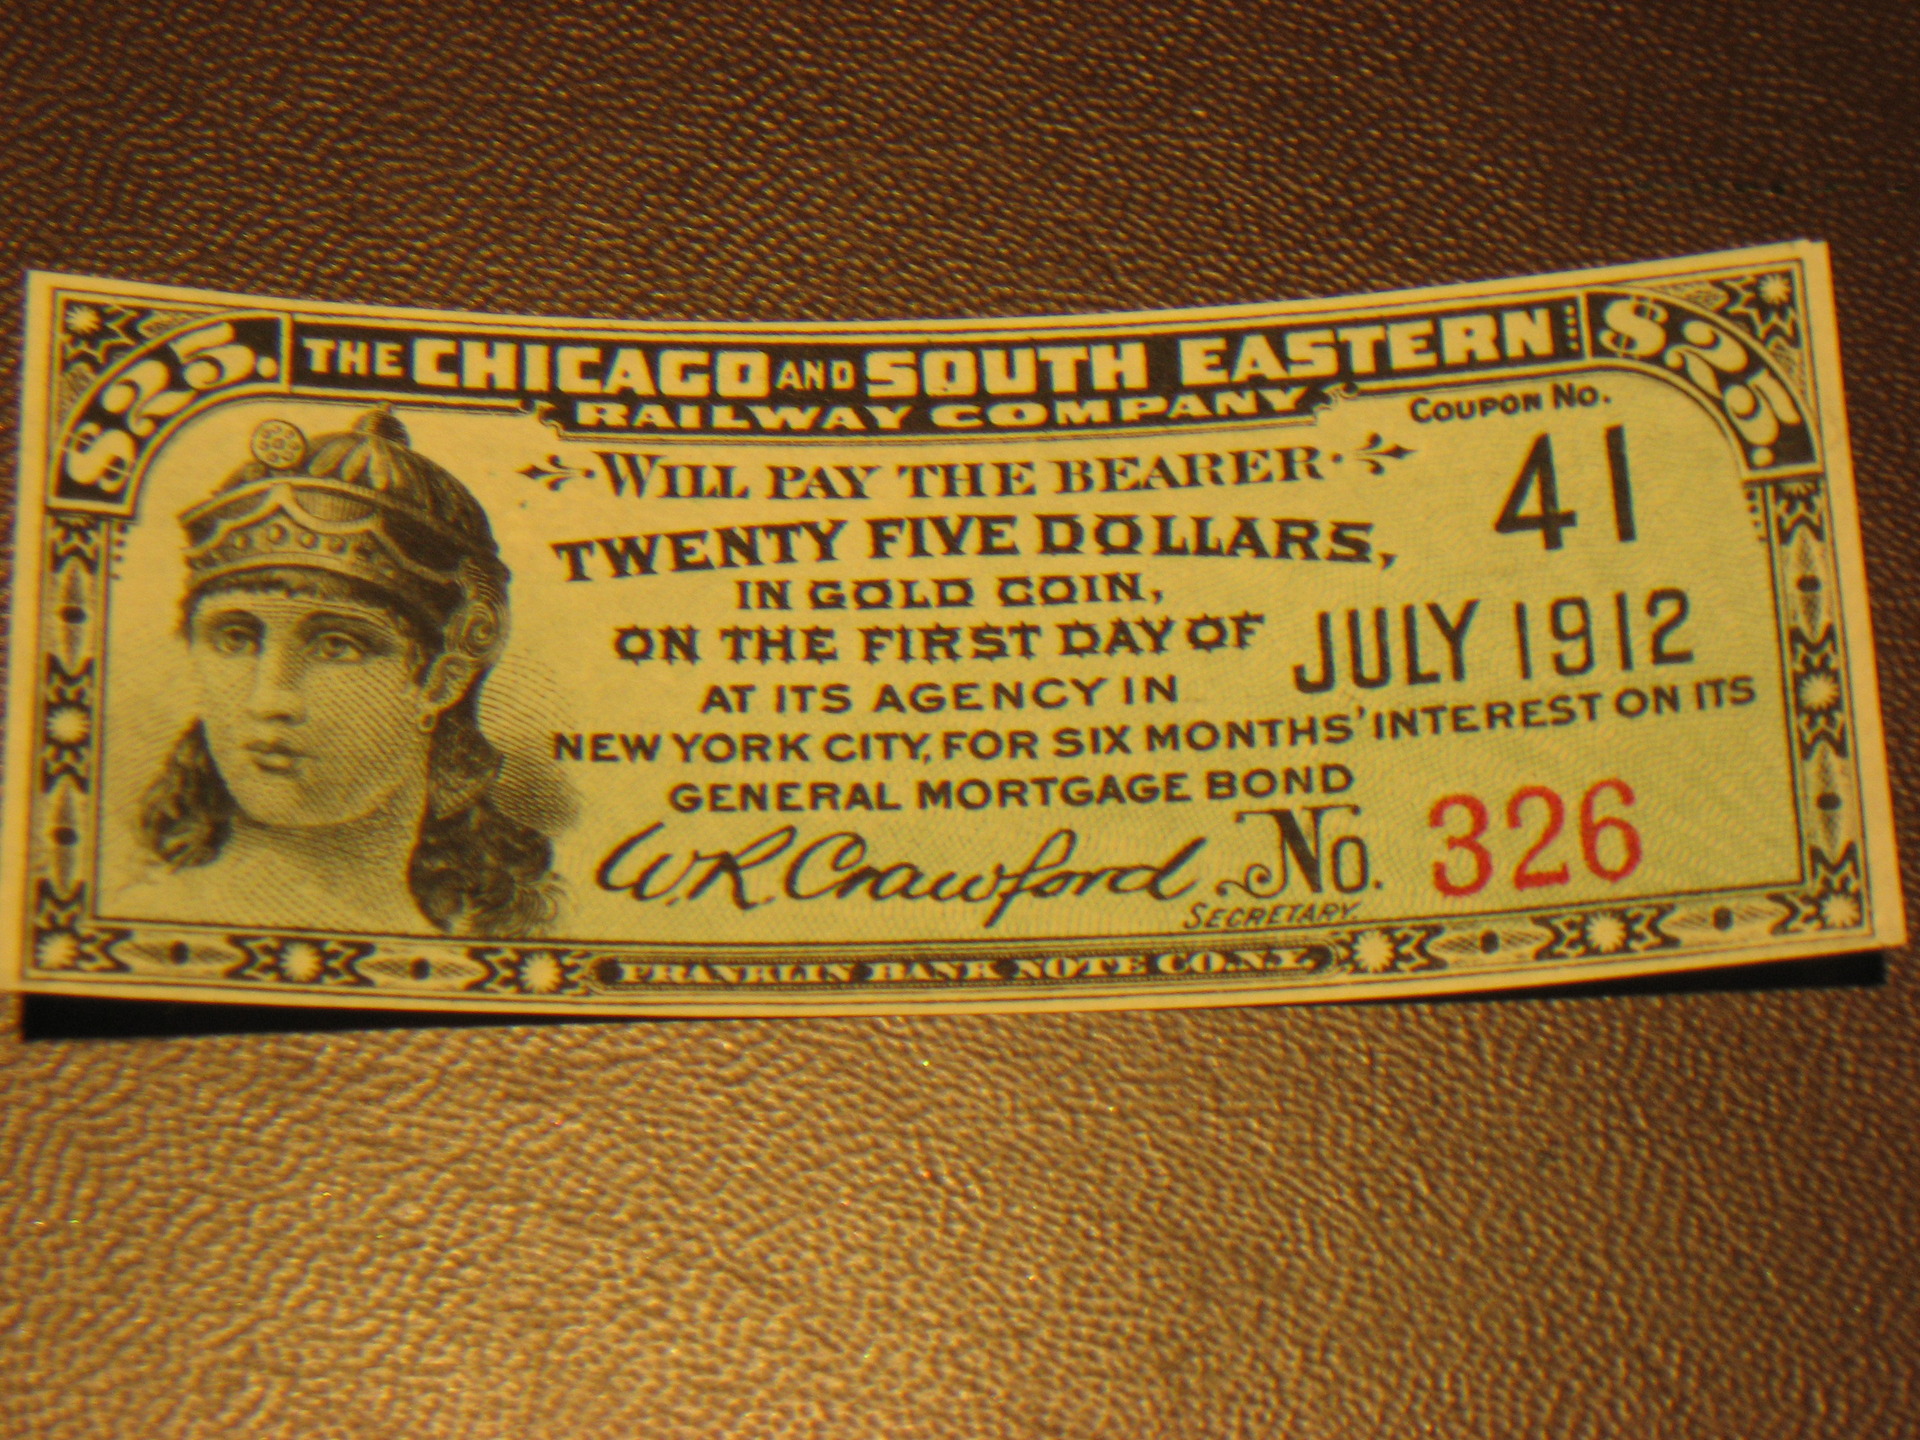 $25.
THE CHICAGO AND SOUTH EASTERN
$25.
RAILWAY COMPANY
COUPON NO.
41
WILL PAY THE BEARER
TWENTY FIVE DOLLARS,
IN GOLD COIN,
ON THE FIRST DAY OF JULY 1912
AT ITS AGENCY IN
NEW YORK CITY, FOR SIX MONTHS' INTEREST ON ITS
GENERAL MORTGAGE BOND
W.R. Crawford No. 326
SECRETARY.
FRANKLIN BANK NOTE CO. N.Y.